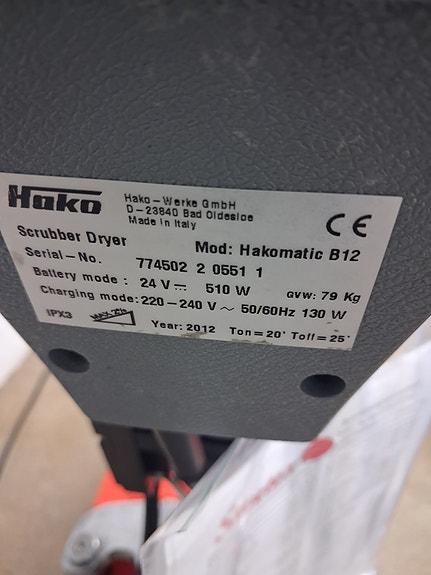 Hako
Hako-Werke GmbH
D-23840 Bad Oldesloe
Made in Italy
CE
Scrubber Dryer
Mod: Hakomatic B12
Serial-No. 774502 2 0551 1
Battery mode: 24 V⎓ 510 W GVW: 79 Kg
Charging mode: 220-240 V～ 50/60Hz 130 W
IPX3
Year: 2012 Ton=20' Toff=25'